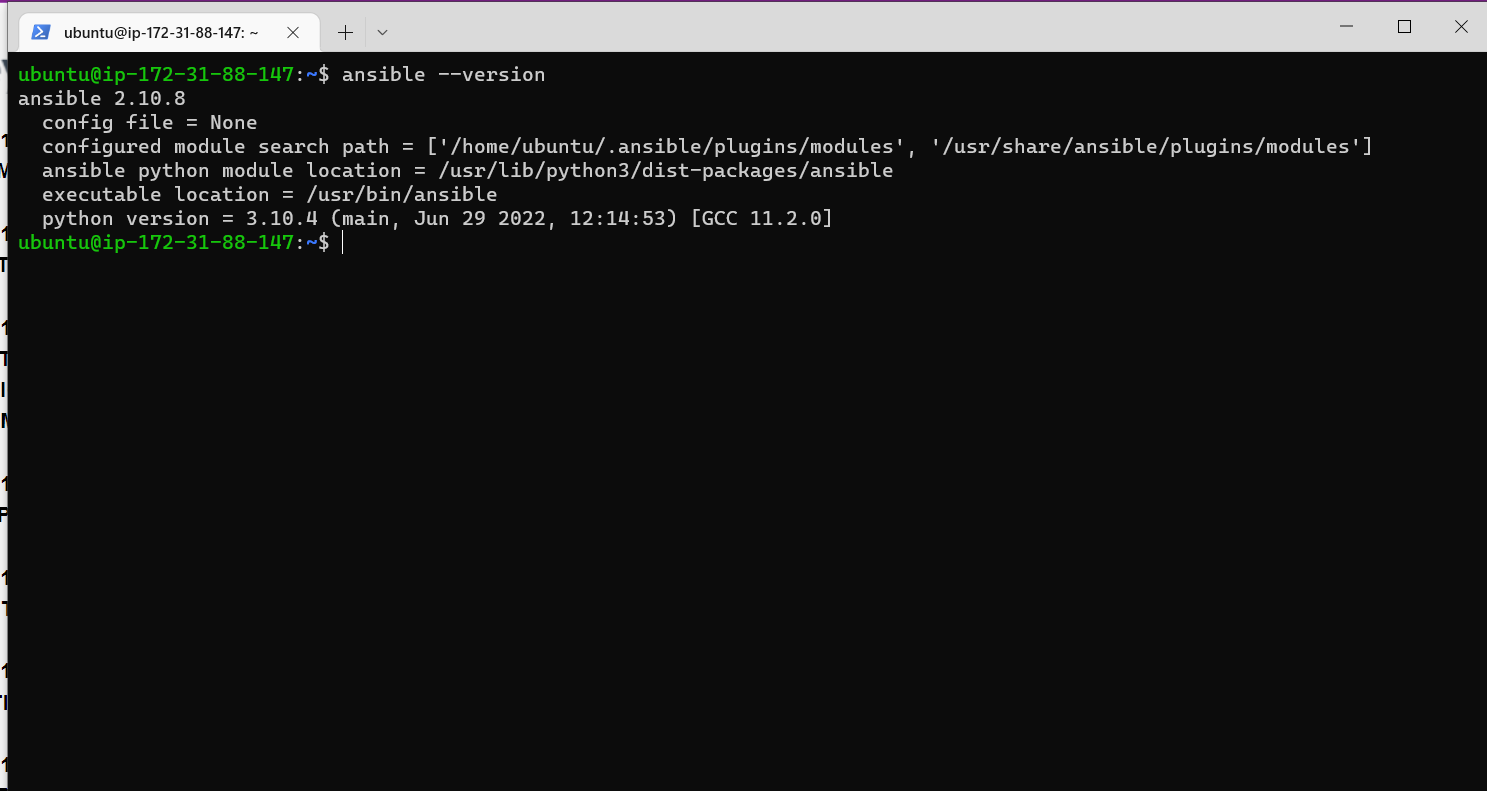 ubuntu@ip-172-31-88-147: ~
ubuntu@ip-172-31-88-147:~$ ansible --version
ansible 2.10.8
  config file = None
  configured module search path = ['/home/ubuntu/.ansible/plugins/modules', '/usr/share/ansible/plugins/modules']
  ansible python module location = /usr/lib/python3/dist-packages/ansible
  executable location = /usr/bin/ansible
  python version = 3.10.4 (main, Jun 29 2022, 12:14:53) [GCC 11.2.0]
ubuntu@ip-172-31-88-147:~$